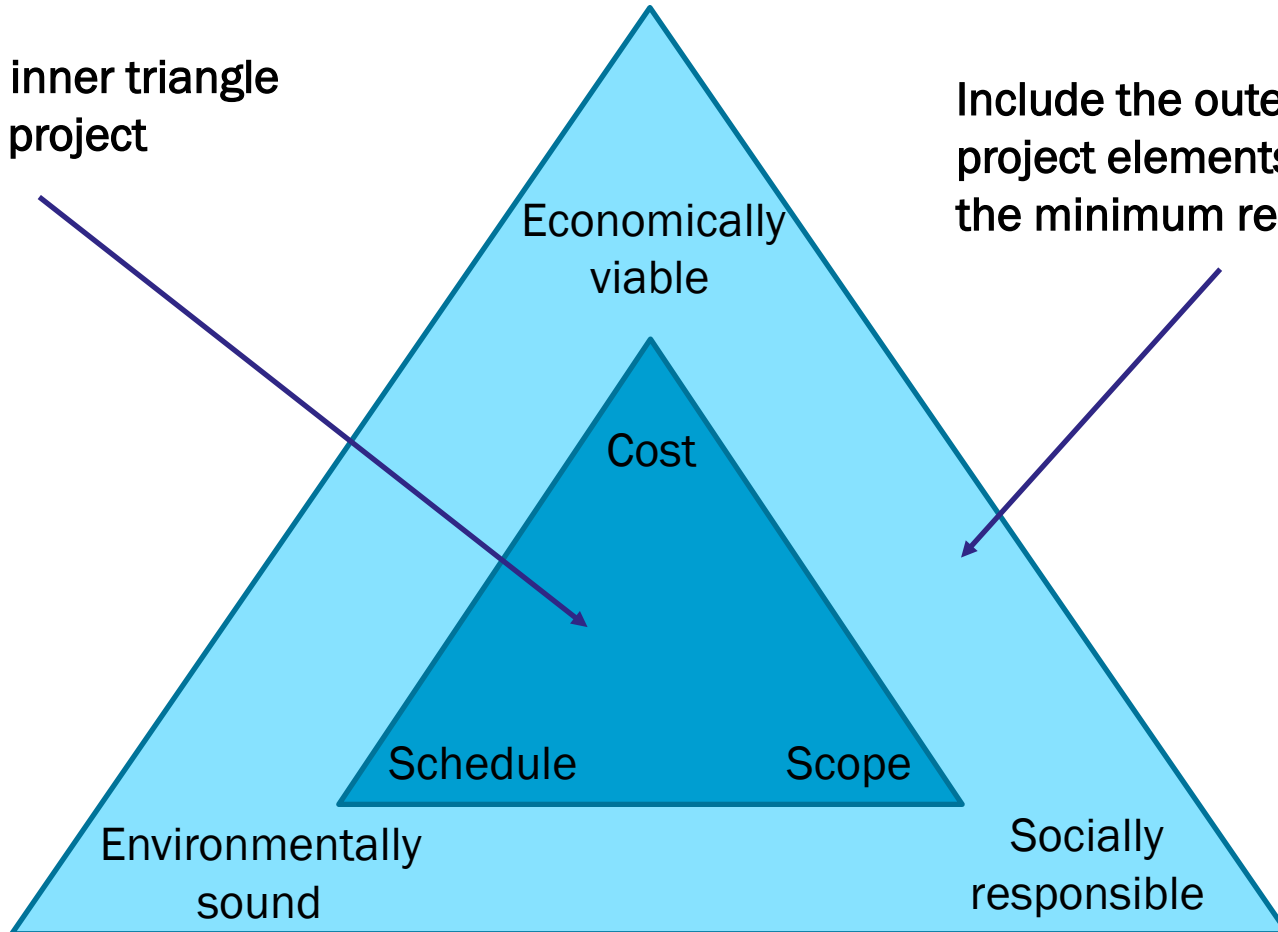 inner triangle
project
Include the oute
project elements
the minimum re
Economically
viable
Cost
Schedule
Scope
Environmentally
sound
Socially
responsible